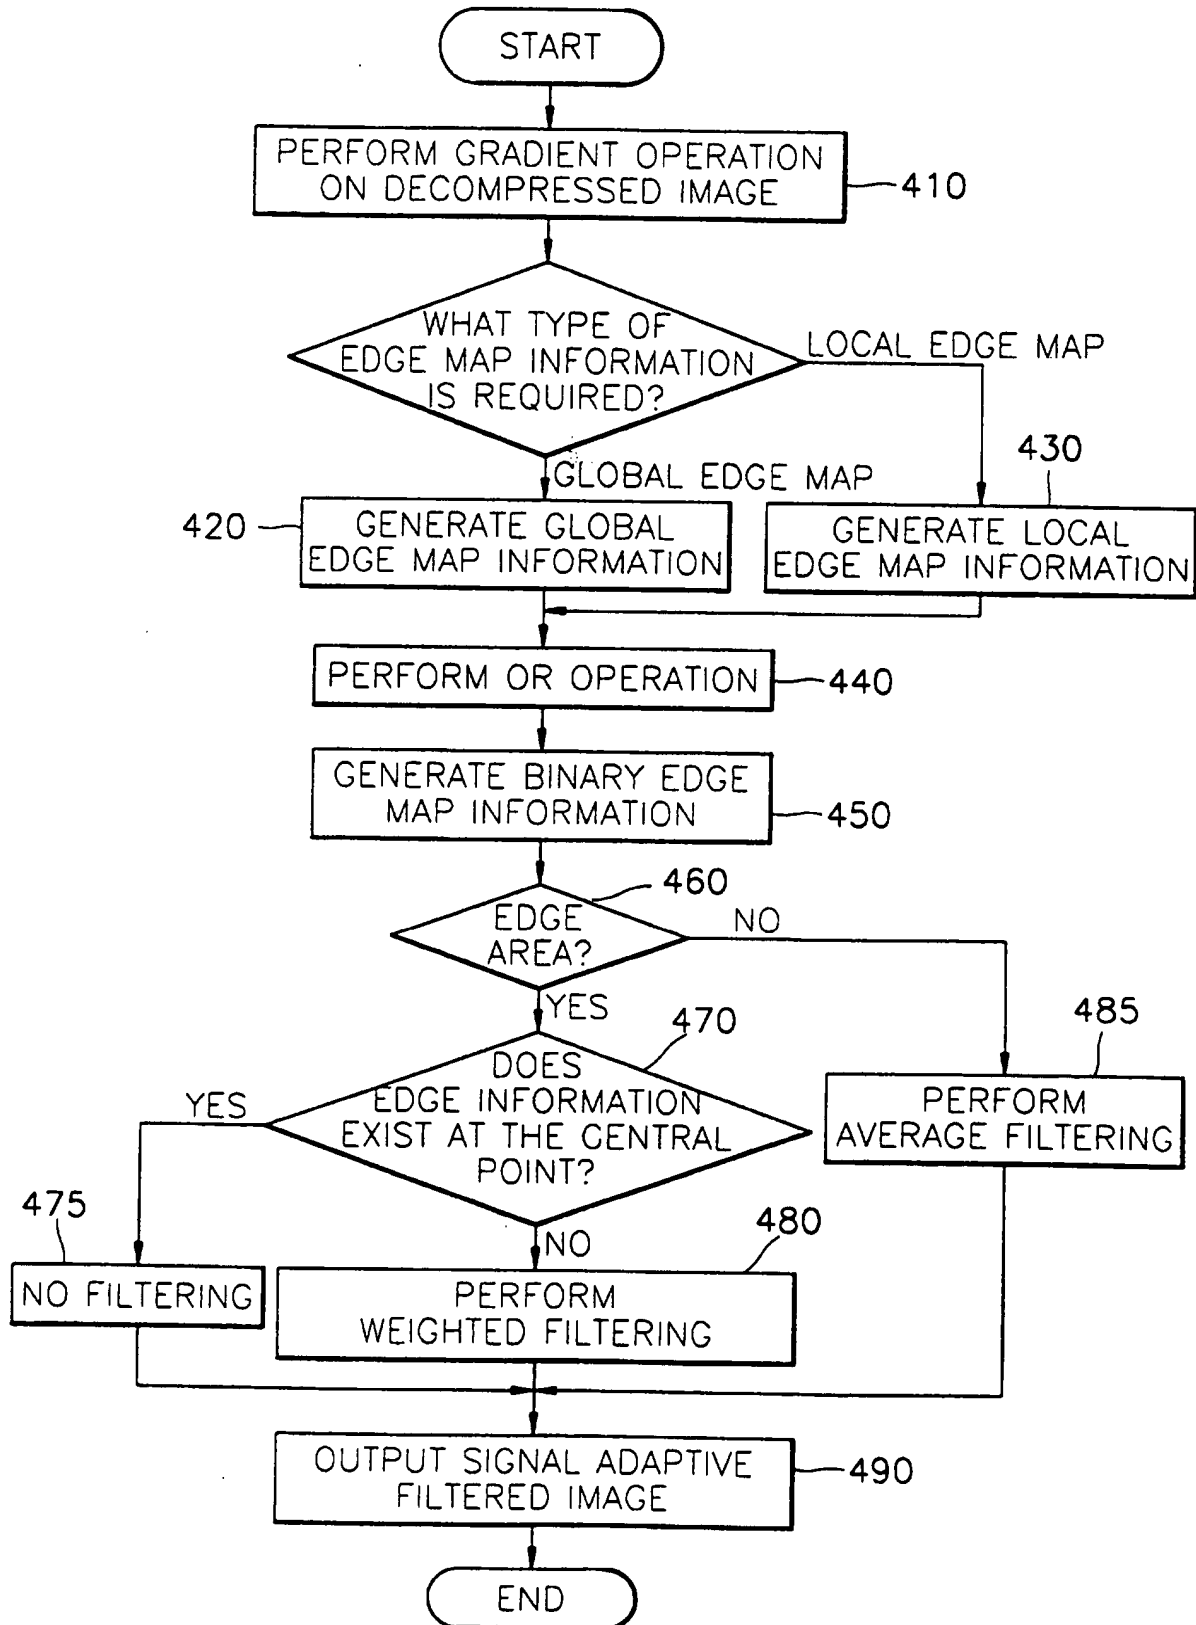 START
PERFORM GRADIENT OPERATION
ON DECOMPRESSED IMAGE
410
WHAT TYPE OF
EDGE MAP INFORMATION
IS REQUIRED?
LOCAL EDGE MAP
GLOBAL EDGE MAP
430
420
GENERATE GLOBAL
EDGE MAP INFORMATION
GENERATE LOCAL
EDGE MAP INFORMATION
PERFORM OR OPERATION
440
GENERATE BINARY EDGE
MAP INFORMATION
450
460
EDGE
AREA?
NO
YES
470
485
DOES
EDGE INFORMATION
EXIST AT THE CENTRAL
POINT?
YES
PERFORM
AVERAGE FILTERING
475
NO
480
NO FILTERING
PERFORM
WEIGHTED FILTERING
OUTPUT SIGNAL ADAPTIVE
FILTERED IMAGE
490
END